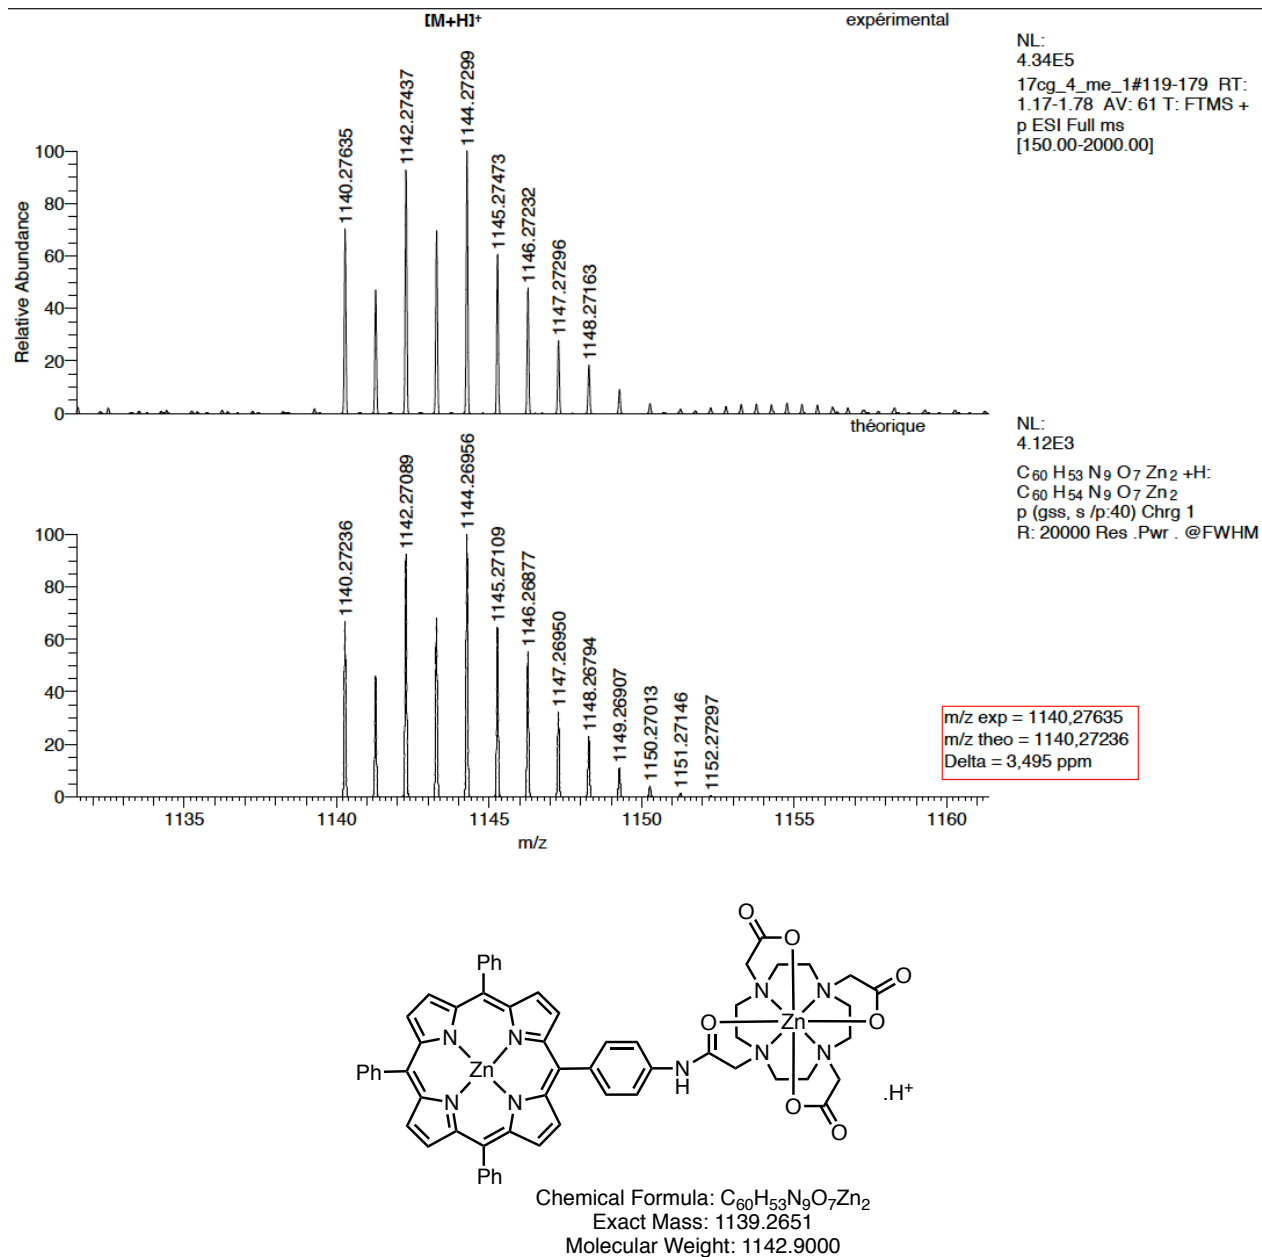 [M+H]⁺
expérimental
NL:
4.34E5
17cg_4_me_1#119-179 RT:
1.17-1.78 AV: 61 T: FTMS +
p ESI Full ms
[150.00-2000.00]
1140.27635
1142.27437
1144.27299
1145.27473
1146.27232
1147.27296
1148.27163
100
80
60
40
20
0
Relative Abundance
théorique
NL:
4.12E3
C₆₀ H₅₃ N₉ O₇ Zn₂ +H:
C₆₀ H₅₄ N₉ O₇ Zn₂
p (gss, s /p:40) Chrg 1
R: 20000 Res .Pwr . @FWHM
1140.27236
1142.27089
1144.26956
1145.27109
1146.26877
1147.26950
1148.26794
1149.26907
1150.27013
1151.27146
1152.27297
100
80
60
40
20
0
m/z exp = 1140,27635
m/z theo = 1140,27236
Delta = 3,495 ppm
1135 1140 1145 1150 1155 1160
m/z
O
O
Ph
N N
O
O
N N
O Zn O
Ph Zn
N
H
N N
N N
.H⁺
O
O
Ph
Chemical Formula: C₆₀H₅₃N₉O₇Zn₂
Exact Mass: 1139.2651
Molecular Weight: 1142.9000